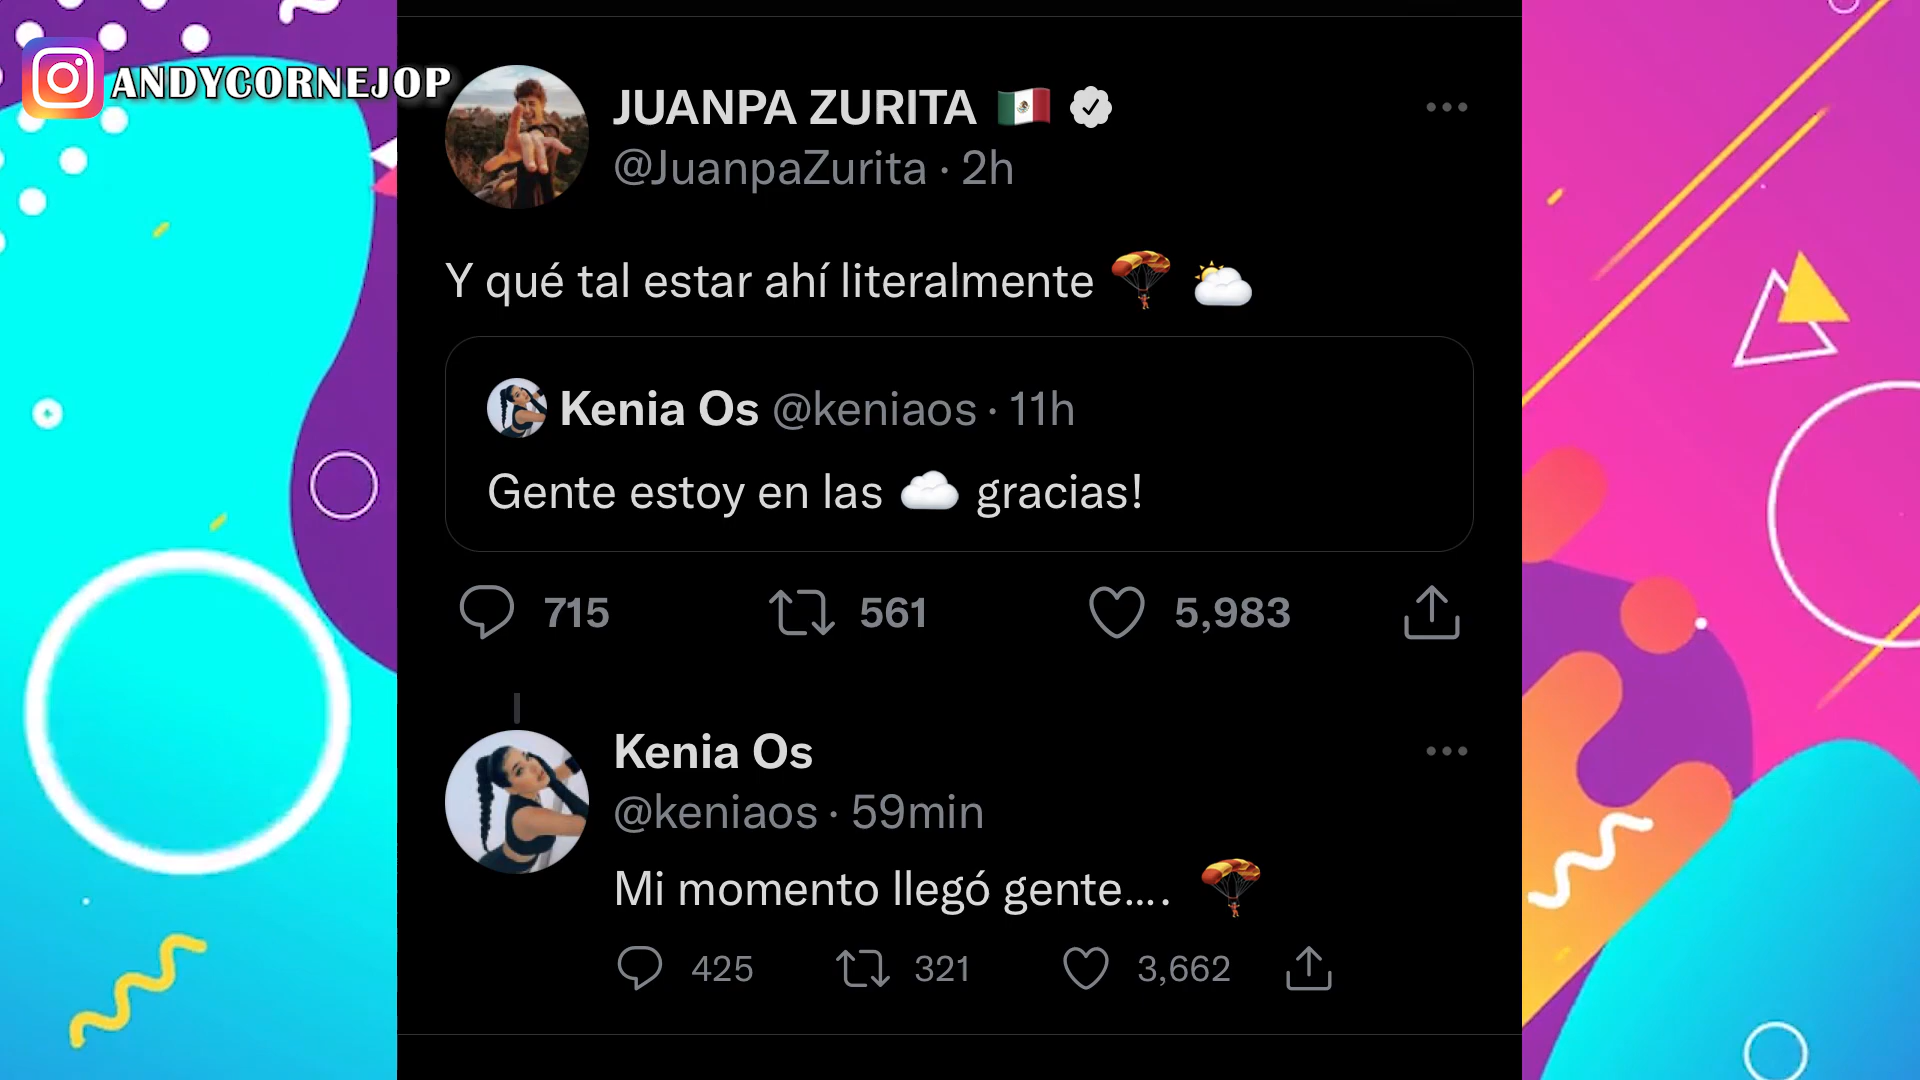 ANDYCORNEJOP
JUANPA ZURITA 🇲🇽
@JuanpaZurita · 2h
Y qué tal estar ahí literalmente 🪂 🌥️
Kenia Os @keniaos · 11h
Gente estoy en las ☁️ gracias!
715 561 5,983
Kenia Os
@keniaos · 59min
Mi momento llegó gente.... 🪂
425 321 3,662